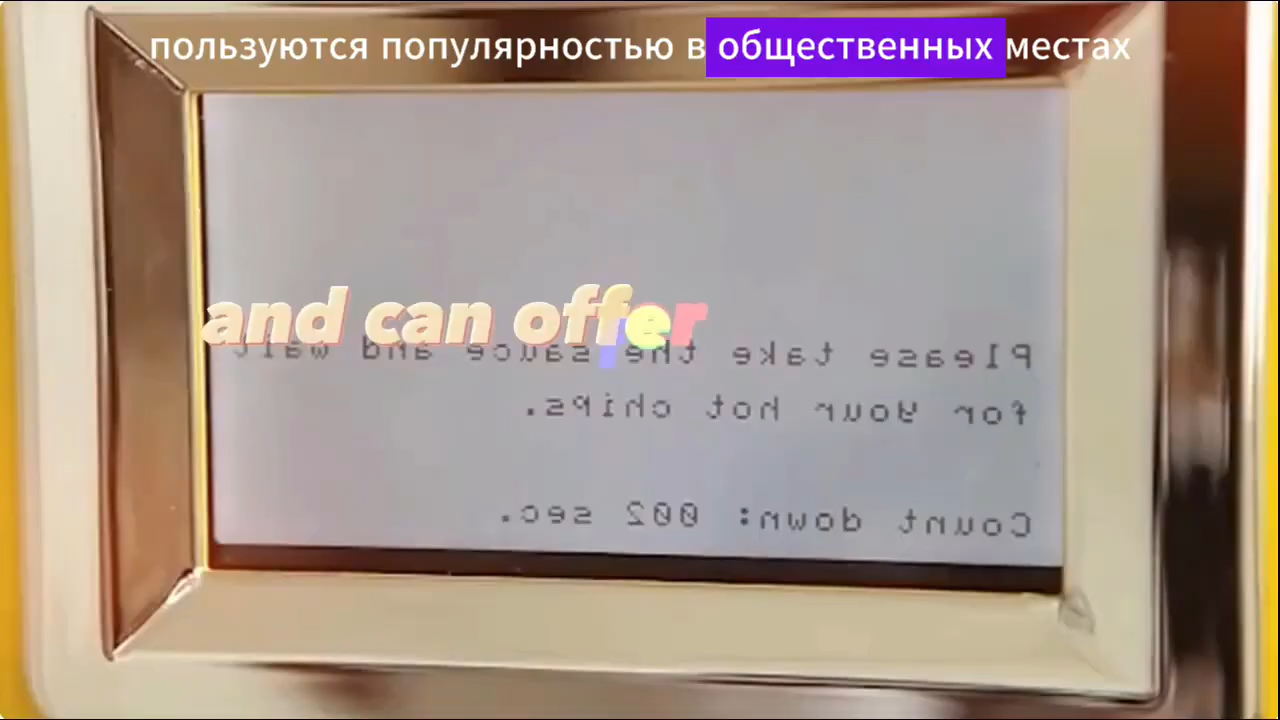 пользуются популярностью в общественных местах
and can offer
Please take the sauce and wait
for your hot chips.
Count down: 002 sec.